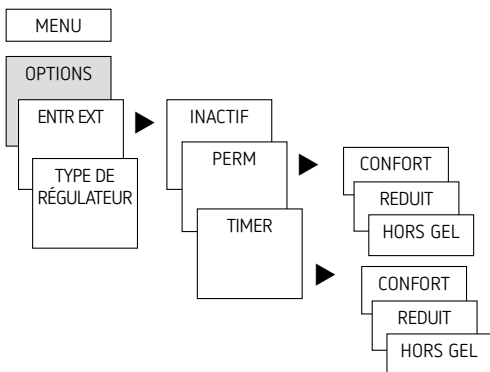 MENU
OPTIONS
ENTR EXT
TYPE DE
RÉGULATEUR
INACTIF
PERM
TIMER
CONFORT
REDUIT
HORS GEL
CONFORT
REDUIT
HORS GEL